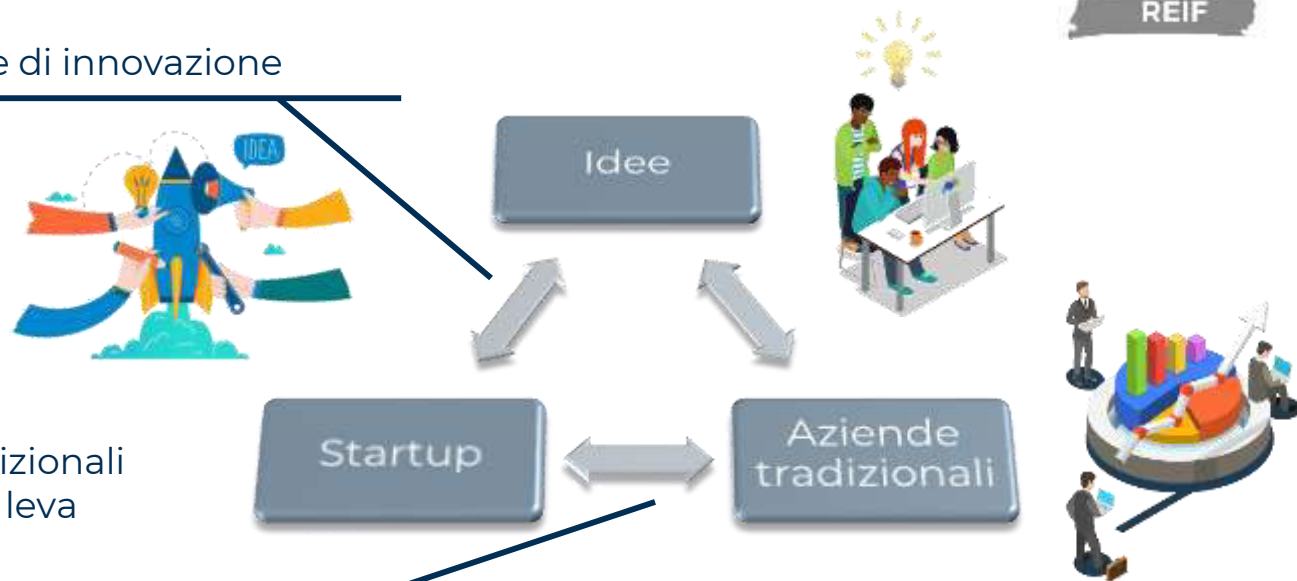 REIF
e di innovazione
IDEA
Idee
Startup
Aziende
tradizionali
izionali
leva